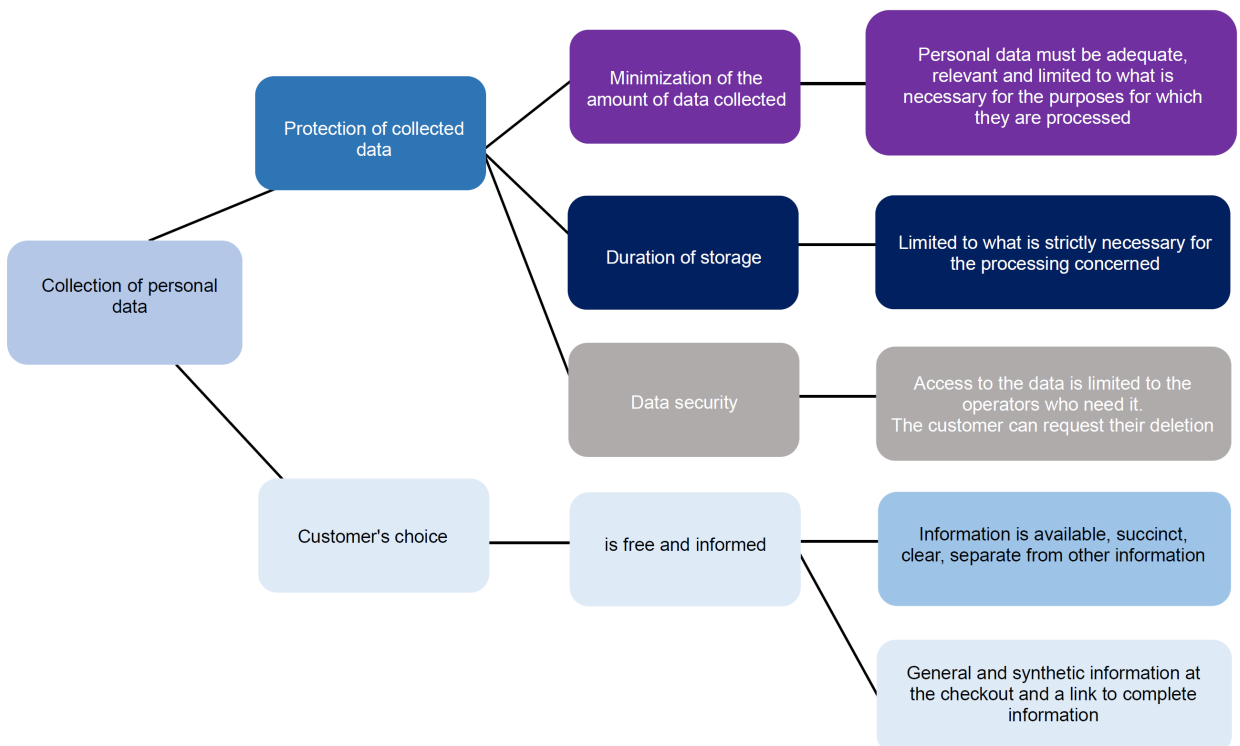 Collection of personal
data
Protection of collected
data
Minimization of the
amount of data collected
Personal data must be adequate,
relevant and limited to what is
necessary for the purposes for which
they are processed
Duration of storage
Limited to what is strictly necessary for
the processing concerned
Data security
Access to the data is limited to the
operators who need it.
The customer can request their deletion
Customer's choice
is free and informed
Information is available, succinct,
clear, separate from other information
General and synthetic information at
the checkout and a link to complete
information